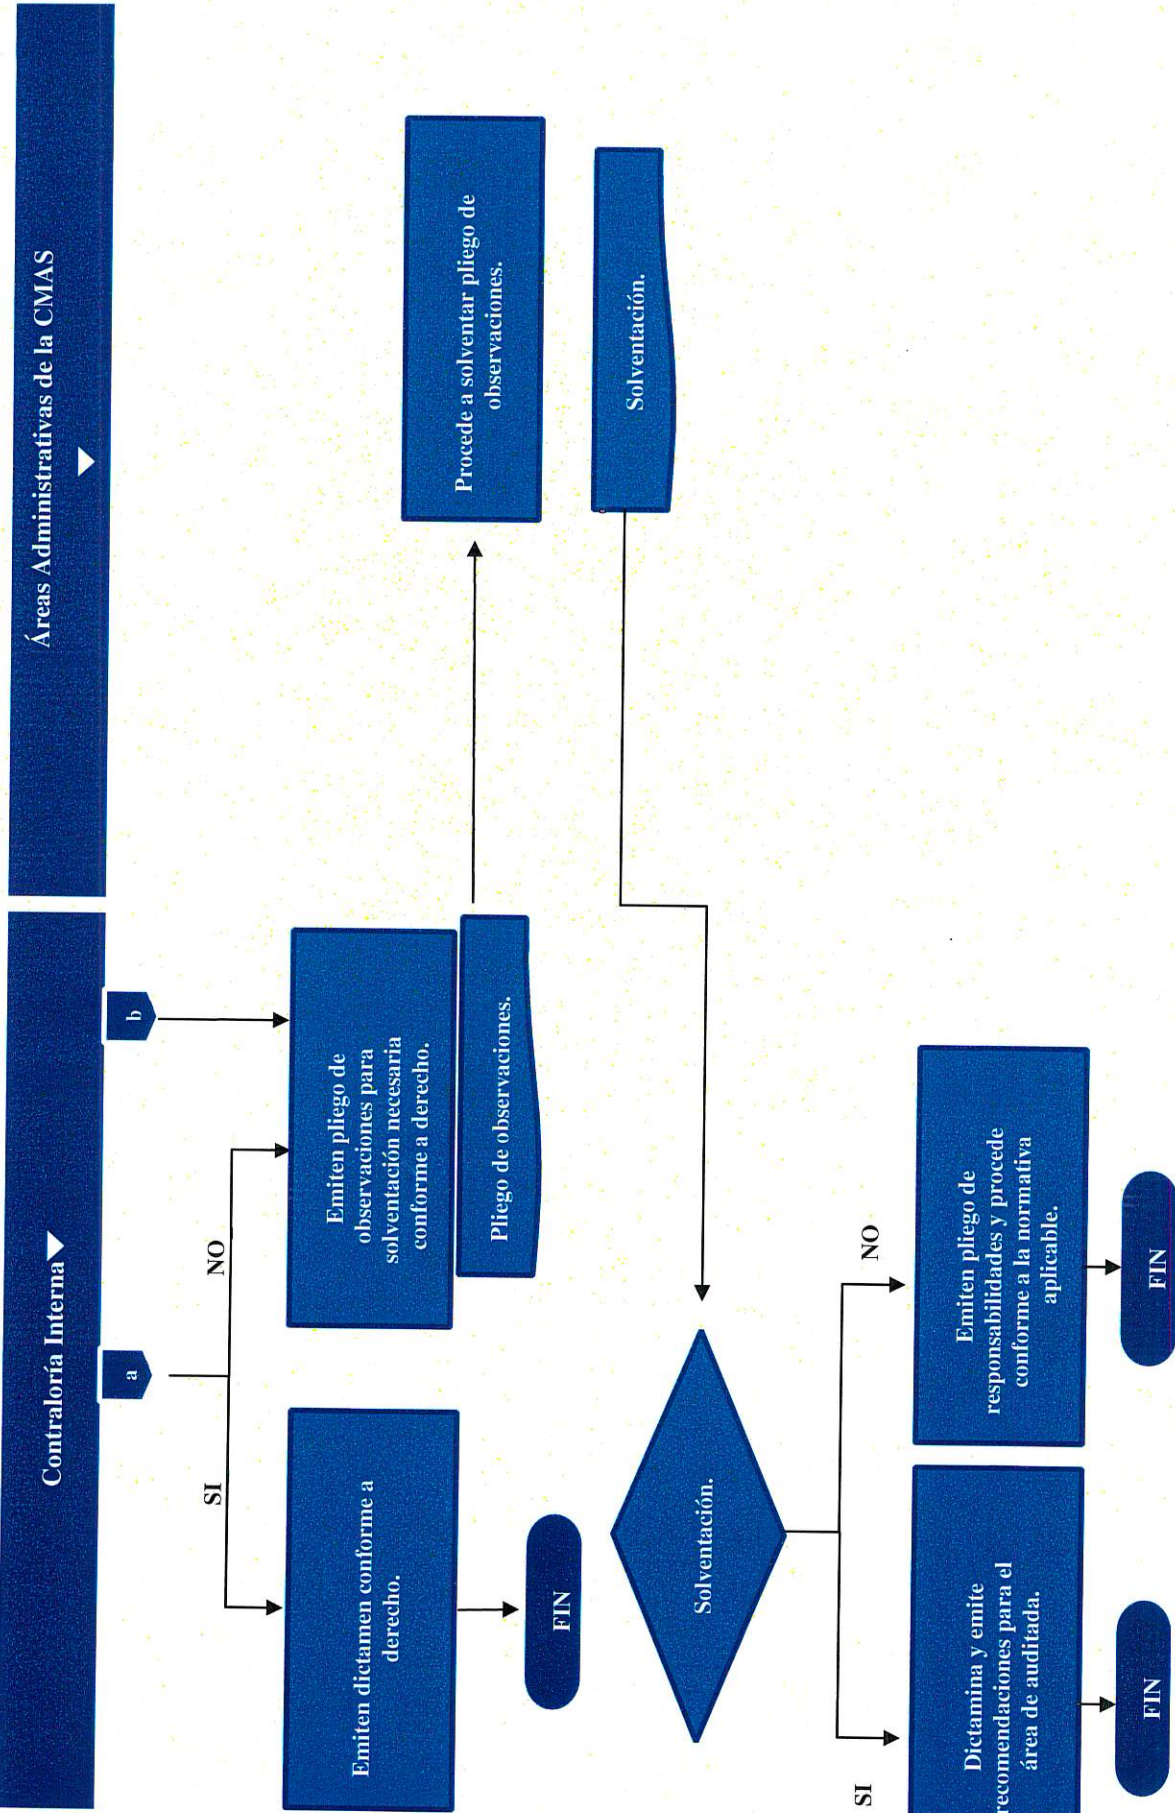 Contraloría Interna
Áreas Administrativas de la CMAS
a
b
SI
NO
Emiten dictamen conforme a
derecho.
Emiten pliego de
observaciones para
solventación necesaria
conforme a derecho.
Pliego de observaciones.
Procede a solventar pliego de
observaciones.
FIN
Solventación.
Solventación.
SI
NO
Dictamina y emite
recomendaciones para el
área de auditada.
Emiten pliego de
responsabilidades y procede
conforme a la normativa
aplicable.
FIN
FIN